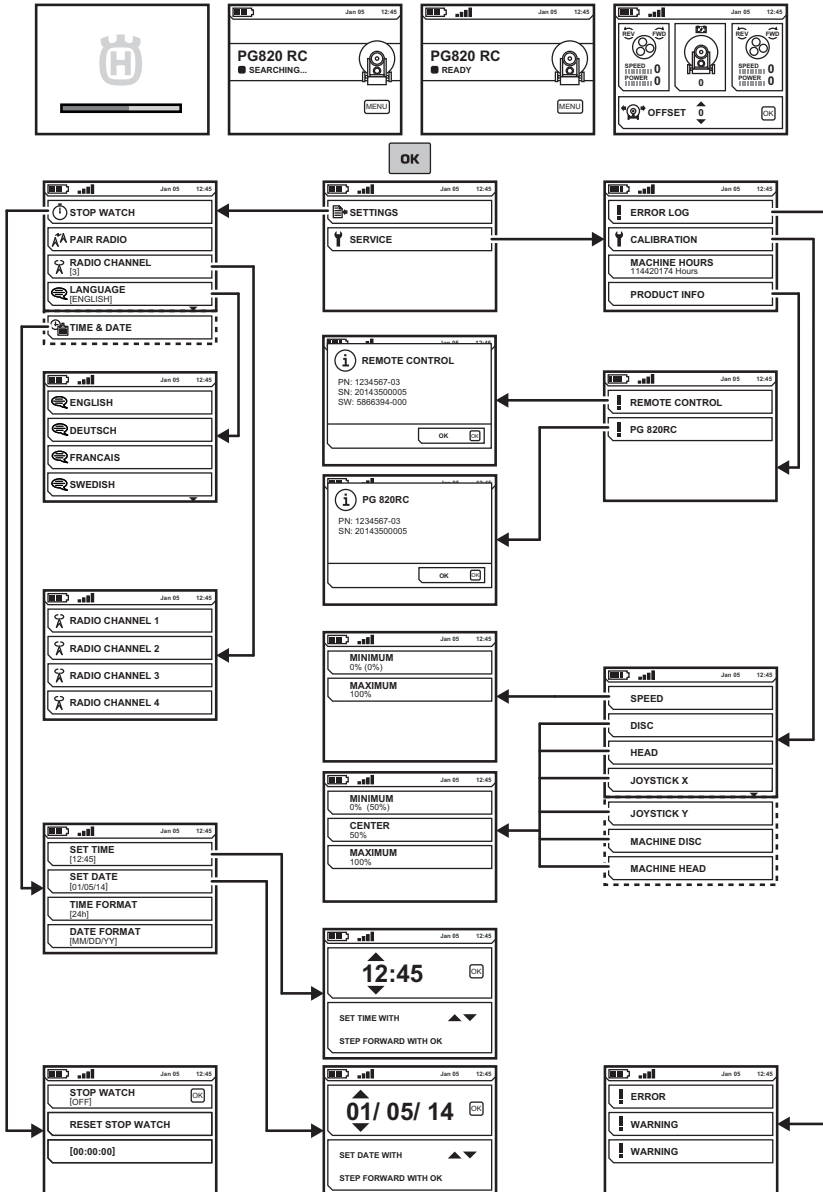 H
Jan 05 12:45
PG820 RC
SEARCHING...
MENU
Jan 05 12:45
PG820 RC
READY
MENU
Jan 05 12:45
REV FWD
SPEED 0
POWER 0
0
REV FWD
SPEED 0
POWER 0
OFFSET 0
OK
OK
Jan 05 12:45
STOP WATCH
PAIR RADIO
RADIO CHANNEL
[3]
LANGUAGE
[ENGLISH]
TIME & DATE
Jan 05 12:45
SETTINGS
SERVICE
Jan 05 12:45
ERROR LOG
CALIBRATION
MACHINE HOURS
114420174 Hours
PRODUCT INFO
Jan 05 12:45
ENGLISH
DEUTSCH
FRANCAIS
SWEDISH
Jan 05 12:45
REMOTE CONTROL
PN: 1234567-03
SN: 20143500005
SW: 5866394-000
OK OK
Jan 05 12:45
REMOTE CONTROL
PG 820RC
PG 820RC
PN: 1234567-03
SN: 20143500005
OK OK
Jan 05 12:45
RADIO CHANNEL 1
RADIO CHANNEL 2
RADIO CHANNEL 3
RADIO CHANNEL 4
Jan 05 12:45
MINIMUM
0% (0%)
MAXIMUM
100%
Jan 05 12:45
SPEED
DISC
HEAD
JOYSTICK X
JOYSTICK Y
MACHINE DISC
MACHINE HEAD
Jan 05 12:45
MINIMUM
0% (50%)
CENTER
50%
MAXIMUM
100%
Jan 05 12:45
SET TIME
[12:45]
SET DATE
[01/05/14]
TIME FORMAT
[24h]
DATE FORMAT
[MM/DD/YY]
Jan 05 12:45
12:45
OK
SET TIME WITH
STEP FORWARD WITH OK
Jan 05 12:45
STOP WATCH
[OFF]
OK
RESET STOP WATCH
[00:00:00]
Jan 05 12:45
01/ 05/ 14
OK
SET DATE WITH
STEP FORWARD WITH OK
Jan 05 12:45
ERROR
WARNING
WARNING